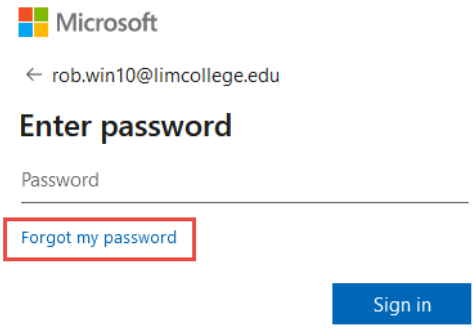 Microsoft
← rob.win10@limcollege.edu
Enter password
Password
Forgot my password
Sign in